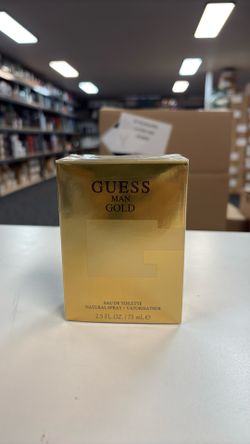 GUESS
MAN
GOLD
EAU DE TOILETTE
NATURAL SPRAY - VAPORISATEUR
2.5 FL. OZ. / 75 mL e